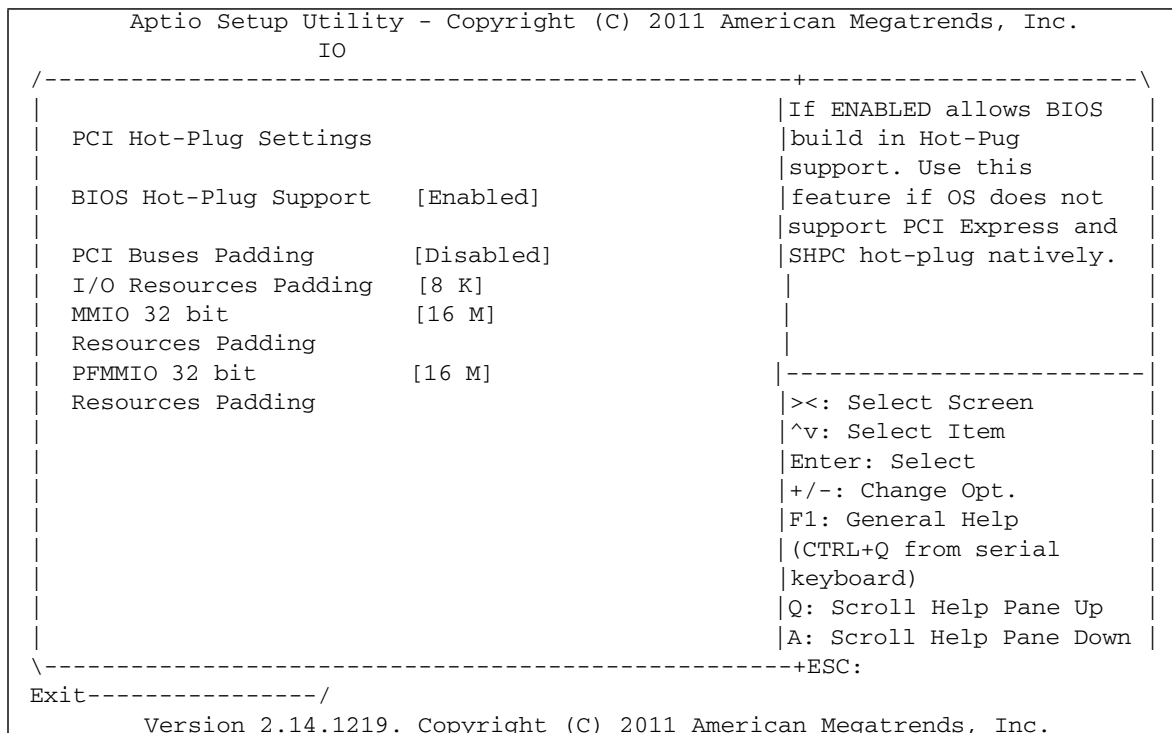 Aptio Setup Utility - Copyright (C) 2011 American Megatrends, Inc.
IO
/----------------------------------------------------+-----------------------\
|                                                    |If ENABLED allows BIOS  |
|  PCI Hot-Plug Settings                             |build in Hot-Pug        |
|                                                    |support. Use this       |
|  BIOS Hot-Plug Support   [Enabled]                 |feature if OS does not  |
|                                                    |support PCI Express and |
|  PCI Buses Padding       [Disabled]                |SHPC hot-plug natively. |
|  I/O Resources Padding   [8 K]                     |                        |
|  MMIO 32 bit             [16 M]                    |                        |
|  Resources Padding                                 |                        |
|  PFMMIO 32 bit           [16 M]                    |-------------------------|
|  Resources Padding                                 |><: Select Screen       |
|                                                    |^v: Select Item         |
|                                                    |Enter: Select           |
|                                                    |+/-: Change Opt.        |
|                                                    |F1: General Help        |
|                                                    |(CTRL+Q from serial     |
|                                                    |keyboard)               |
|                                                    |Q: Scroll Help Pane Up  |
|                                                    |A: Scroll Help Pane Down |
\----------------------------------------------------+ESC:
Exit----------------/
Version 2.14.1219. Copyright (C) 2011 American Megatrends, Inc.